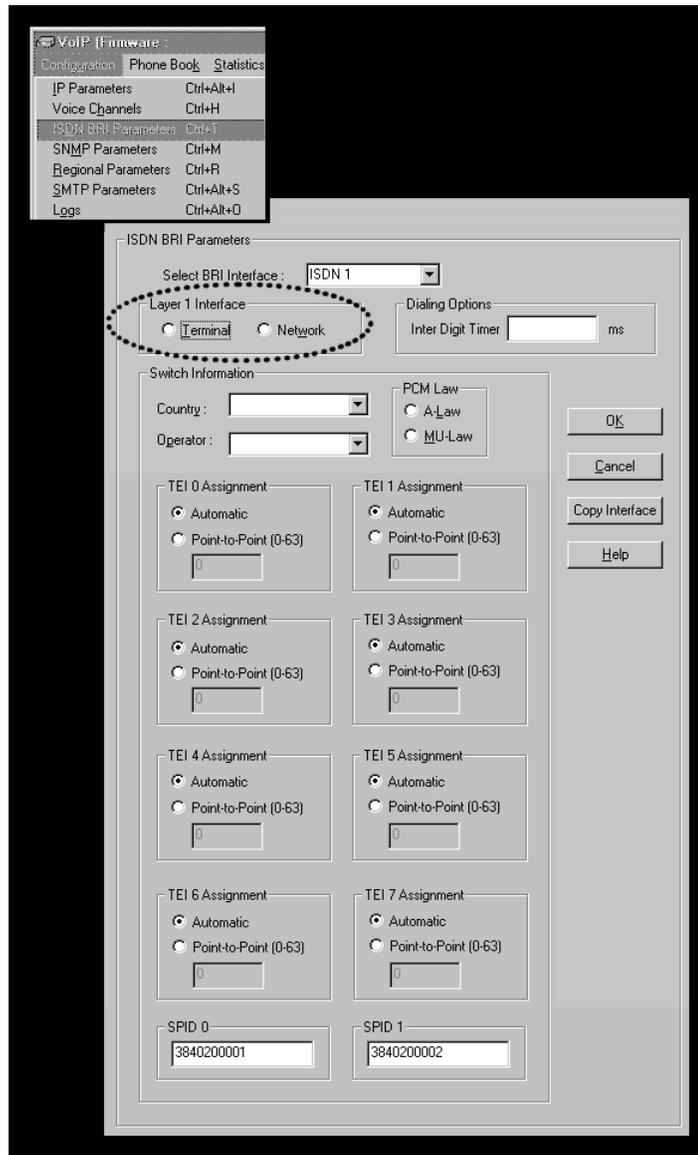 VoIP (Firmware :
Configuration Phone Book Statistics
IP Parameters Ctrl+Alt+I
Voice Channels Ctrl+H
ISDN BRI Parameters Ctrl+T
SNMP Parameters Ctrl+M
Regional Parameters Ctrl+R
SMTP Parameters Ctrl+Alt+S
Logs Ctrl+Alt+O
ISDN BRI Parameters
Select BRI Interface : ISDN 1
Layer 1 Interface Dialing Options
Terminal Network Inter Digit Timer ms
Switch Information
PCM Law
Country : A-Law
Operator : MU-Law
OK
Cancel
Copy Interface
Help
TEI 0 Assignment TEI 1 Assignment
Automatic Automatic
Point-to-Point (0-63) Point-to-Point (0-63)
0 0
TEI 2 Assignment TEI 3 Assignment
Automatic Automatic
Point-to-Point (0-63) Point-to-Point (0-63)
0 0
TEI 4 Assignment TEI 5 Assignment
Automatic Automatic
Point-to-Point (0-63) Point-to-Point (0-63)
0 0
TEI 6 Assignment TEI 7 Assignment
Automatic Automatic
Point-to-Point (0-63) Point-to-Point (0-63)
0 0
SPID 0 SPID 1
3840200001 3840200002